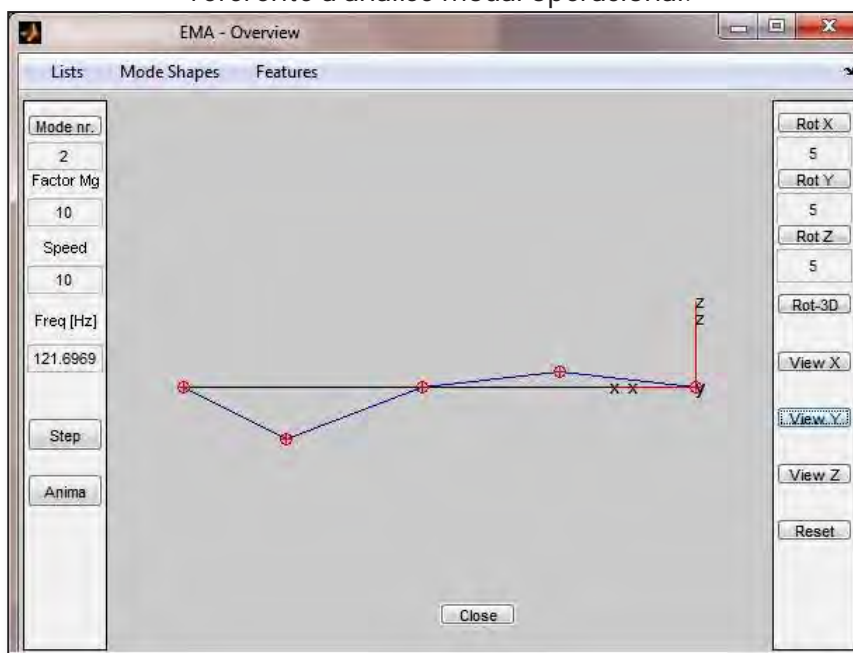 referente à análise modal operacional.
EMA - Overview
Lists Mode Shapes Features
Mode nr.
2
Factor Mg
10
Speed
10
Freq [Hz]
121.6969
Step
Anima
z
z
x x
y
Rot X
5
Rot Y
5
Rot Z
5
Rot-3D
View X
View Y
View Z
Reset
Close